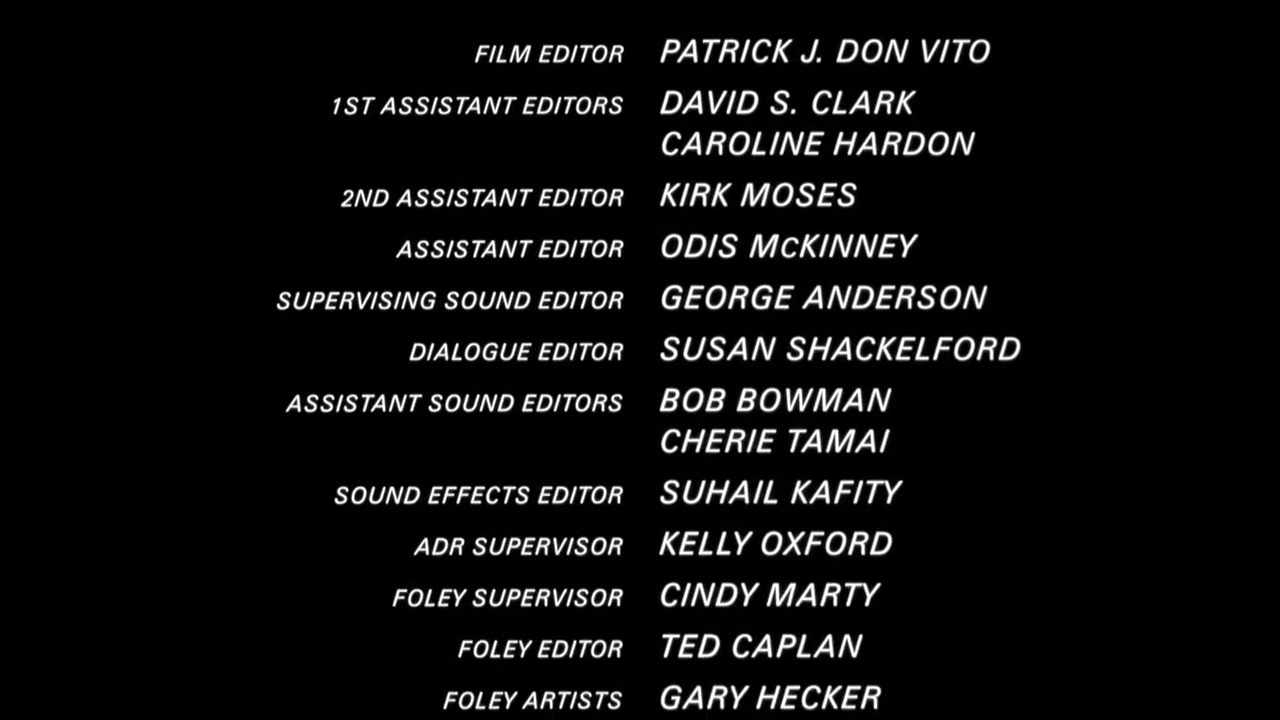 FILM EDITOR PATRICK J. DON VITO
1ST ASSISTANT EDITORS DAVID S. CLARK
CAROLINE HARDON
2ND ASSISTANT EDITOR KIRK MOSES
ASSISTANT EDITOR ODIS McKINNEY
SUPERVISING SOUND EDITOR GEORGE ANDERSON
DIALOGUE EDITOR SUSAN SHACKELFORD
ASSISTANT SOUND EDITORS BOB BOWMAN
CHERIE TAMAI
SOUND EFFECTS EDITOR SUHAIL KAFITY
ADR SUPERVISOR KELLY OXFORD
FOLEY SUPERVISOR CINDY MARTY
FOLEY EDITOR TED CAPLAN
FOLEY ARTISTS GARY HECKER